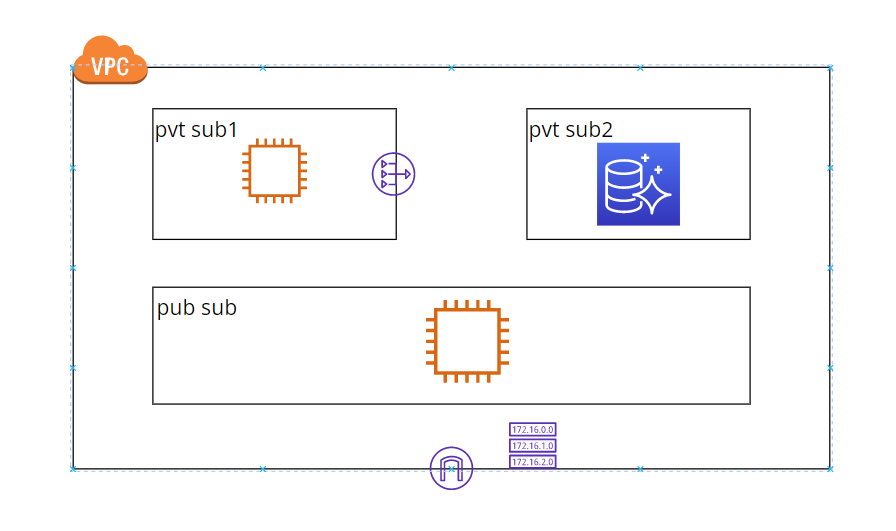 VPC
pvt sub1
pvt sub2
pub sub
172.16.0.0
172.16.1.0
172.16.2.0